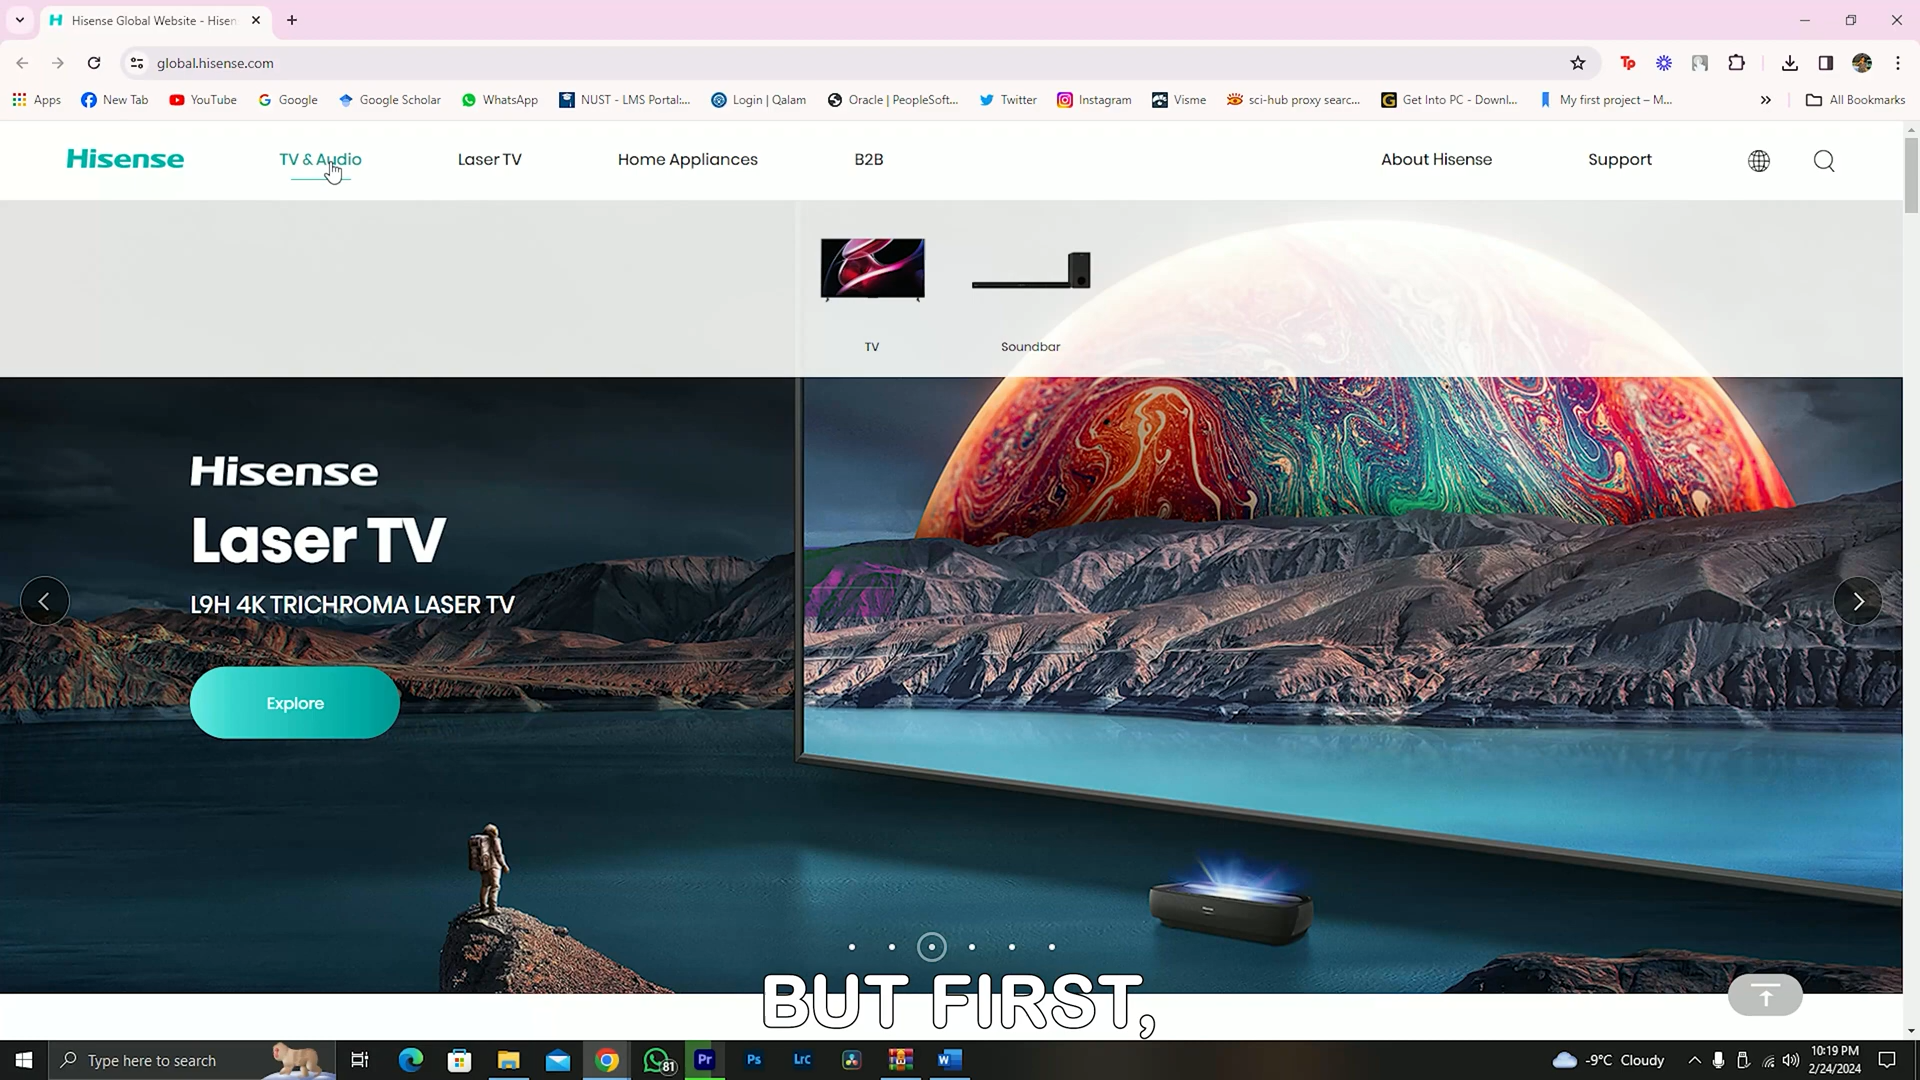 Hisense Global Website - Hisen
global.hisense.com
Apps
New Tab
YouTube
Google
Google Scholar
WhatsApp
NUST - LMS Portal:...
Login | Qalam
Oracle | PeopleSoft...
Twitter
Instagram
Visme
sci-hub proxy searc...
Get Into PC - Downl...
My first project – M...
All Bookmarks
Hisense
TV & Audio
Laser TV
Home Appliances
B2B
About Hisense
Support
TV
Soundbar
Hisense
Laser TV
L9H 4K TRICHROMA LASER TV
Explore
BUT FIRST,
Type here to search
81
Pr
Ps
LrC
W
-9°C Cloudy
10:19 PM
2/24/2024